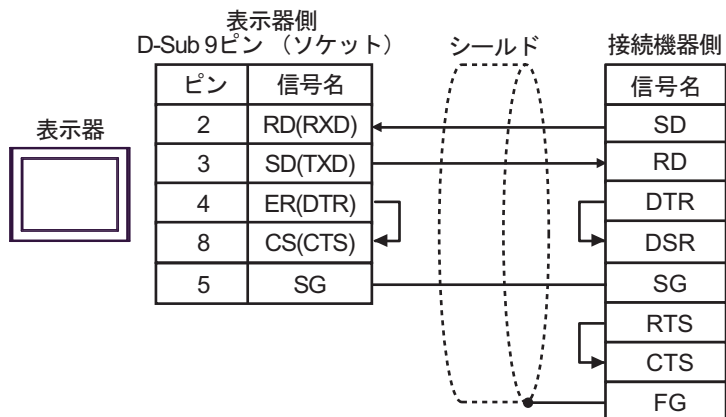 表示器側
D-Sub 9ピン （ソケット）
シールド
接続機器側
ピン 信号名
信号名
表示器
2 RD(RXD) SD
3 SD(TXD) RD
4 ER(DTR) DTR
8 CS(CTS) DSR
5 SG SG
RTS
CTS
FG